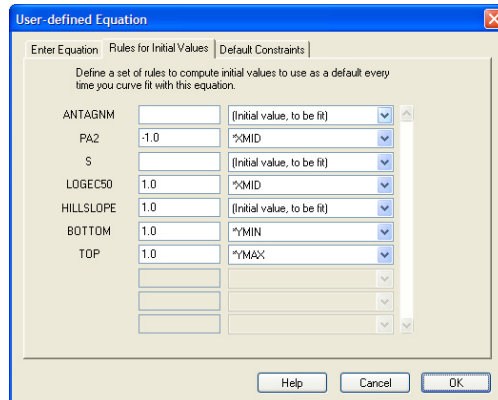 User-defined Equation
Enter Equation Rules for Initial Values Default Constraints
Define a set of rules to compute initial values to use as a default every
time you curve fit with this equation.
ANTAGNM (Initial value, to be fit)
PA2 -1.0 *XMID
S (Initial value, to be fit)
LOGEC50 1.0 *XMID
HILLSLOPE 1.0 (Initial value, to be fit)
BOTTOM 1.0 *YMIN
TOP 1.0 *YMAX
Help Cancel OK